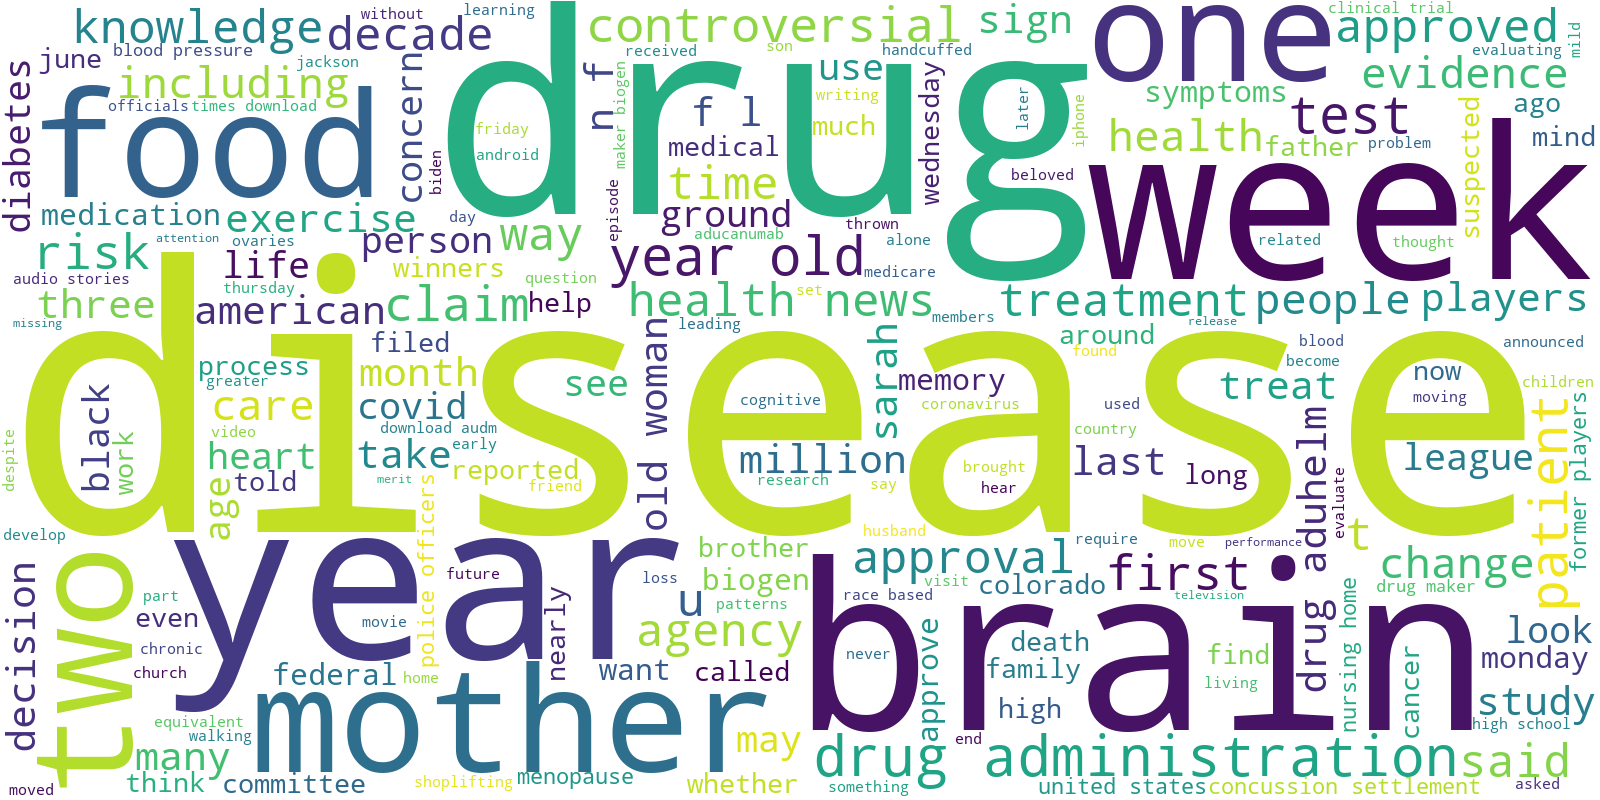 knowledge
decade
without
learning
controversial
sign
one
clinical trial
approved
june
blood pressure
jackson
received
son
handcuffed
evaluating
mild
including
concern
drug
n f
use
evidence
diabetes
officials
times download
food
friday
android
biden
maker biogen
f l
writing
much
wednesday
later
iphone
symptoms
test
suspected
ago
medical
health
father
problem
mind
time
beloved
week
medication
exercise
day
episode
ground
thrown
risk
attention
ovaries
person
way
aducanumab
year old
alone
related
thought
audio stories
life
winners
question
medicare
thursday
three
american
claim
help
health news
set
treatment
people
players
missing
disease
filed
leading
members
release
process
around
blood
announced
month
see
old woman
sarah
found
become
greater
memory
treat
now
children
black
care
covid
cognitive
coronavirus
used
moving
work
video
download audm
country
despite
heart
take
early
million
last
league
patient
former players
reported
brought
long
told
merit
friend
research
say
hear
drug aduhelm
evaluate
age
police officers
develop
husband
require
move
performance
t
year
brother
approval
first
change
decision
two
future
loss
biogen
visit
colorado
drug maker
part
patterns
race based
television
u
brain
even
movie
nearly
agency
death
look
chronic
never
family
find
monday
church
federal
want
called
approve
living
nursing home
cancer
home
mother
high
study
equivalent
walking
may
end
high school
many
drug
administration
said
think
committee
shoplifting
menopause
whether
something
united states
concussion settlement
asked
moved